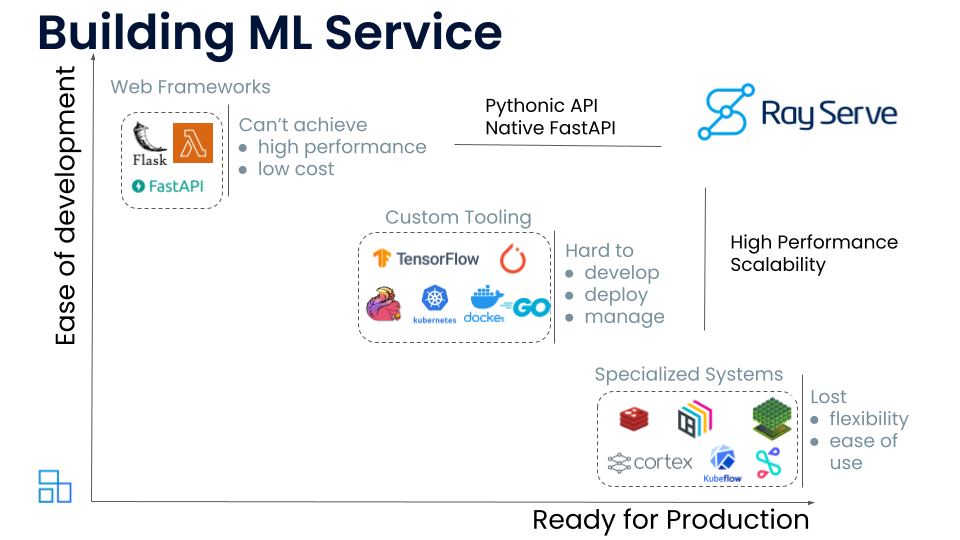 Building ML Service
Ease of development
Web Frameworks
Flask
FastAPI
Can't achieve
● high performance
● low cost
Pythonic API
Native FastAPI
Ray Serve
Custom Tooling
TensorFlow
kubernetes
docker
GO
Hard to
● develop
● deploy
● manage
High Performance
Scalability
Specialized Systems
cortex
Kubeflow
Lost
● flexibility
● ease of
use
Ready for Production